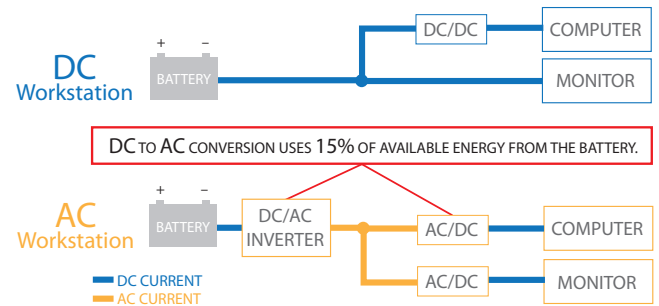 DC/DC
COMPUTER
+ −
DC
Workstation
BATTERY
MONITOR
DC TO AC CONVERSION USES 15% OF AVAILABLE ENERGY FROM THE BATTERY.
+ −
AC
Workstation
BATTERY
DC/AC
INVERTER
AC/DC
COMPUTER
AC/DC
MONITOR
DC CURRENT
AC CURRENT